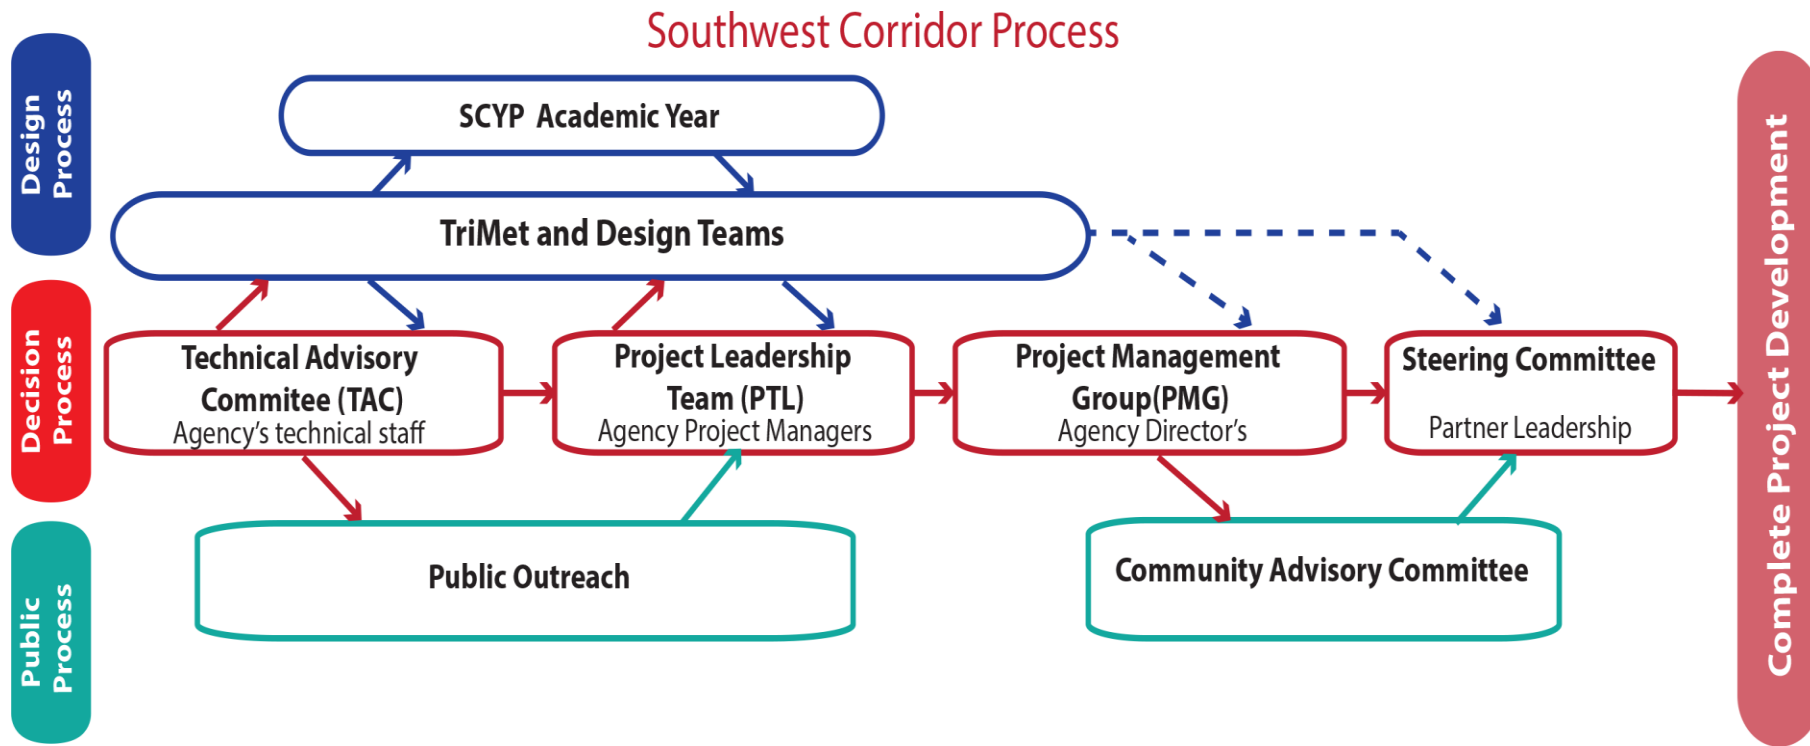 Southwest Corridor Process
Design
Process
SCYP Academic Year
TriMet and Design Teams
Decision
Process
Technical Advisory
Commitee (TAC)
Agency's technical staff
Project Leadership
Team (PTL)
Agency Project Managers
Project Management
Group(PMG)
Agency Director's
Steering Committee
Partner Leadership
Public
Process
Public Outreach
Community Advisory Committee
Complete Project Development